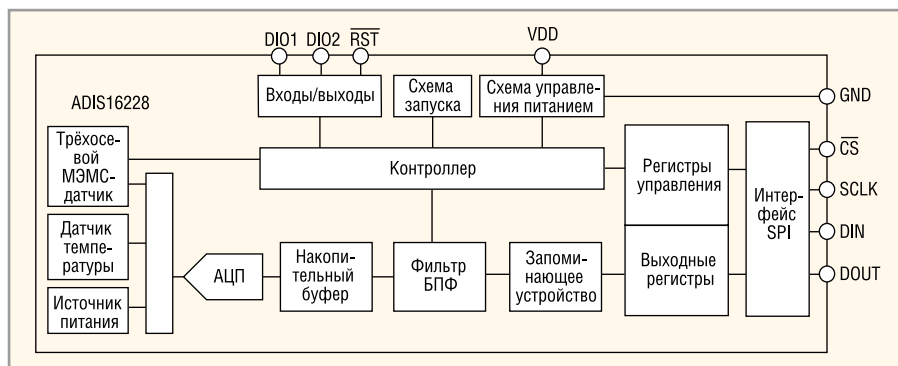 DIO1 DIO2 RST VDD
ADIS16228
Входы/выходы
Схема
запуска
Схема управле-
ния питанием
GND
Трёхосе-
вой
МЭМС-
датчик
Контроллер
Регистры
управления
CS
SCLK
Интер-
фейс
SPI
DIN
DOUT
Датчик
темпе-
ратуры
Источник
питания
АЦП
Накопи-
тельный
буфер
Фильтр
БПФ
Запоми-
нающее
устройство
Выходные
регистры